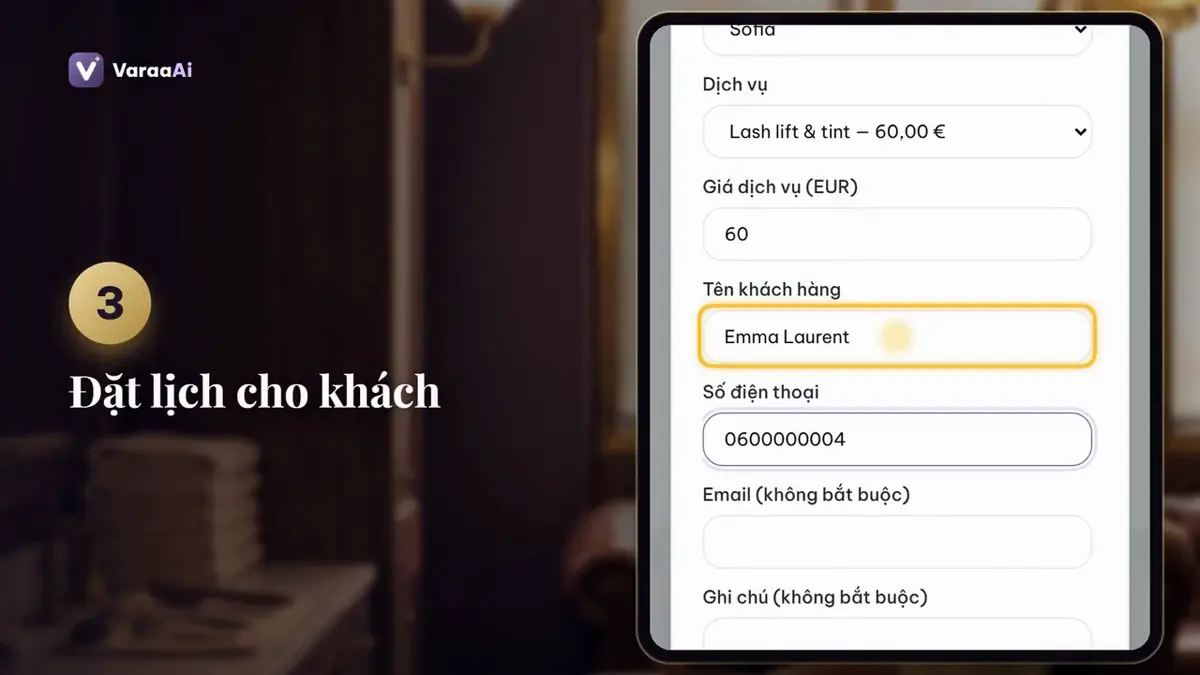 VaraaAi
3
Đặt lịch cho khách
Sofia
Dịch vụ
Lash lift & tint – 60,00 €
Giá dịch vụ (EUR)
60
Tên khách hàng
Emma Laurent
Số điện thoại
0600000004
Email (không bắt buộc)
Ghi chú (không bắt buộc)